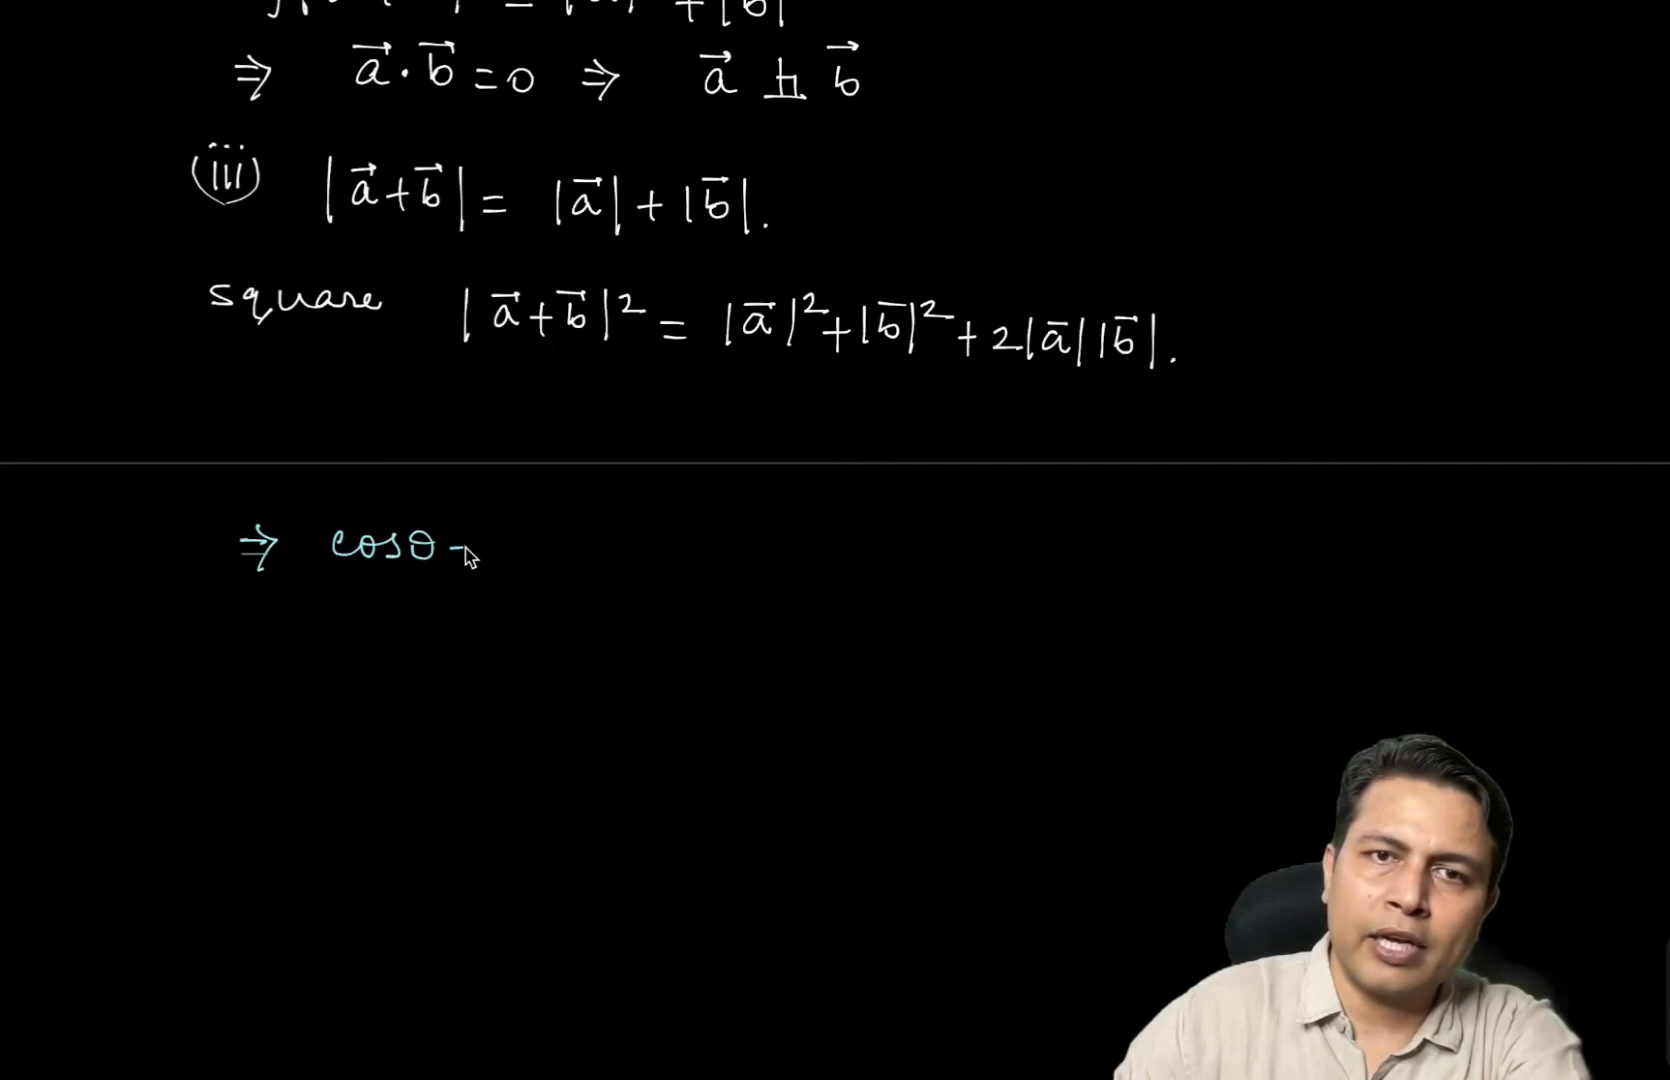 = |a| + |b|
⇒ a⃗ · b⃗ = 0 ⇒ a⃗ ⊥ b⃗
(iii) |a⃗ + b⃗| = |a⃗| + |b⃗|.
square |a⃗ + b⃗|² = |a⃗|² + |b⃗|² + 2|a̅||b̅|.
⇒ cosθ -